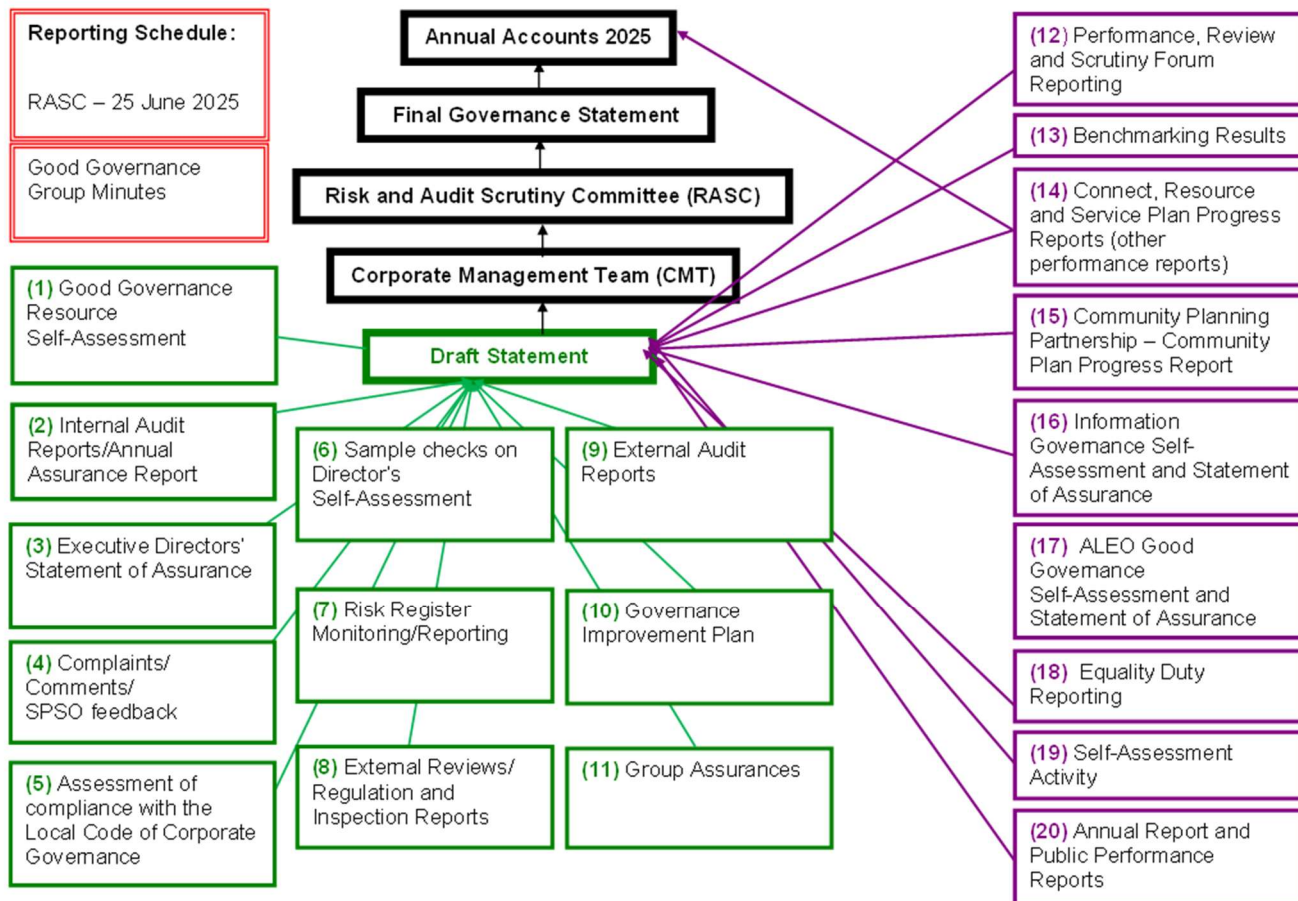 Reporting Schedule:
RASC – 25 June 2025
Good Governance
Group Minutes
Annual Accounts 2025
Final Governance Statement
Risk and Audit Scrutiny Committee (RASC)
Corporate Management Team (CMT)
Draft Statement
(1) Good Governance
Resource
Self-Assessment
(2) Internal Audit
Reports/Annual
Assurance Report
(3) Executive Directors'
Statement of Assurance
(4) Complaints/
Comments/
SPSO feedback
(5) Assessment of
compliance with the
Local Code of Corporate
Governance
(6) Sample checks on
Director's
Self-Assessment
(7) Risk Register
Monitoring/Reporting
(8) External Reviews/
Regulation and
Inspection Reports
(9) External Audit
Reports
(10) Governance
Improvement Plan
(11) Group Assurances
(12) Performance, Review
and Scrutiny Forum
Reporting
(13) Benchmarking Results
(14) Connect, Resource
and Service Plan Progress
Reports (other
performance reports)
(15) Community Planning
Partnership – Community
Plan Progress Report
(16) Information
Governance Self-
Assessment and Statement
of Assurance
(17) ALEO Good
Governance
Self-Assessment and
Statement of Assurance
(18) Equality Duty
Reporting
(19) Self-Assessment
Activity
(20) Annual Report and
Public Performance
Reports